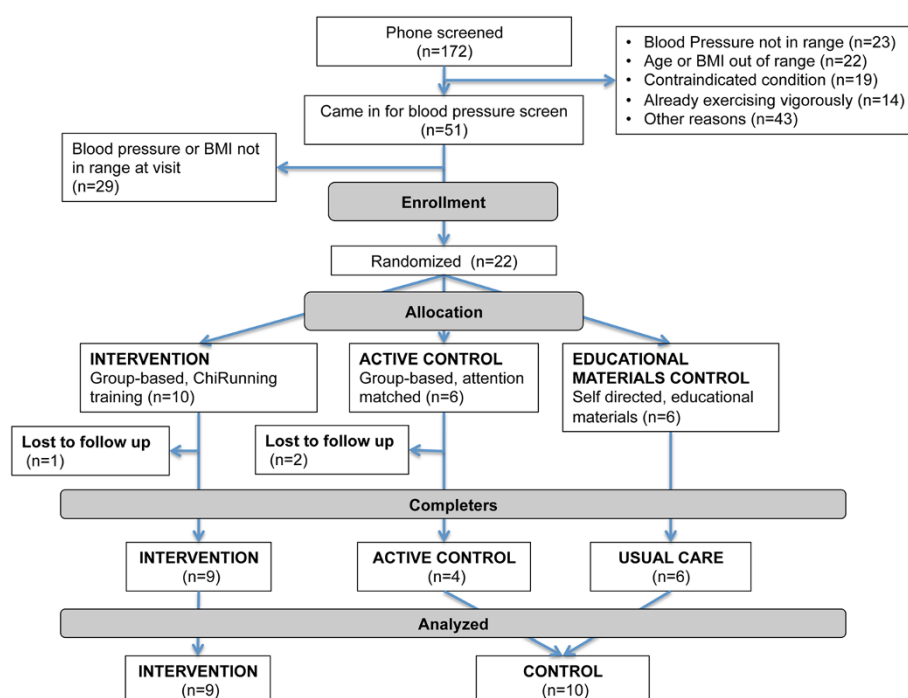 Phone screened
(n=172)
• Blood Pressure not in range (n=23)
• Age or BMI out of range (n=22)
• Contraindicated condition (n=19)
• Already exercising vigorously (n=14)
• Other reasons (n=43)
Came in for blood pressure screen
(n=51)
Blood pressure or BMI not
in range at visit
(n=29)
Enrollment
Randomized (n=22)
Allocation
INTERVENTION
Group-based, ChiRunning
training (n=10)
ACTIVE CONTROL
Group-based, attention
matched (n=6)
EDUCATIONAL
MATERIALS CONTROL
Self directed, educational
materials (n=6)
Lost to follow up
(n=1)
Lost to follow up
(n=2)
Completers
INTERVENTION
(n=9)
ACTIVE CONTROL
(n=4)
USUAL CARE
(n=6)
Analyzed
INTERVENTION
(n=9)
CONTROL
(n=10)